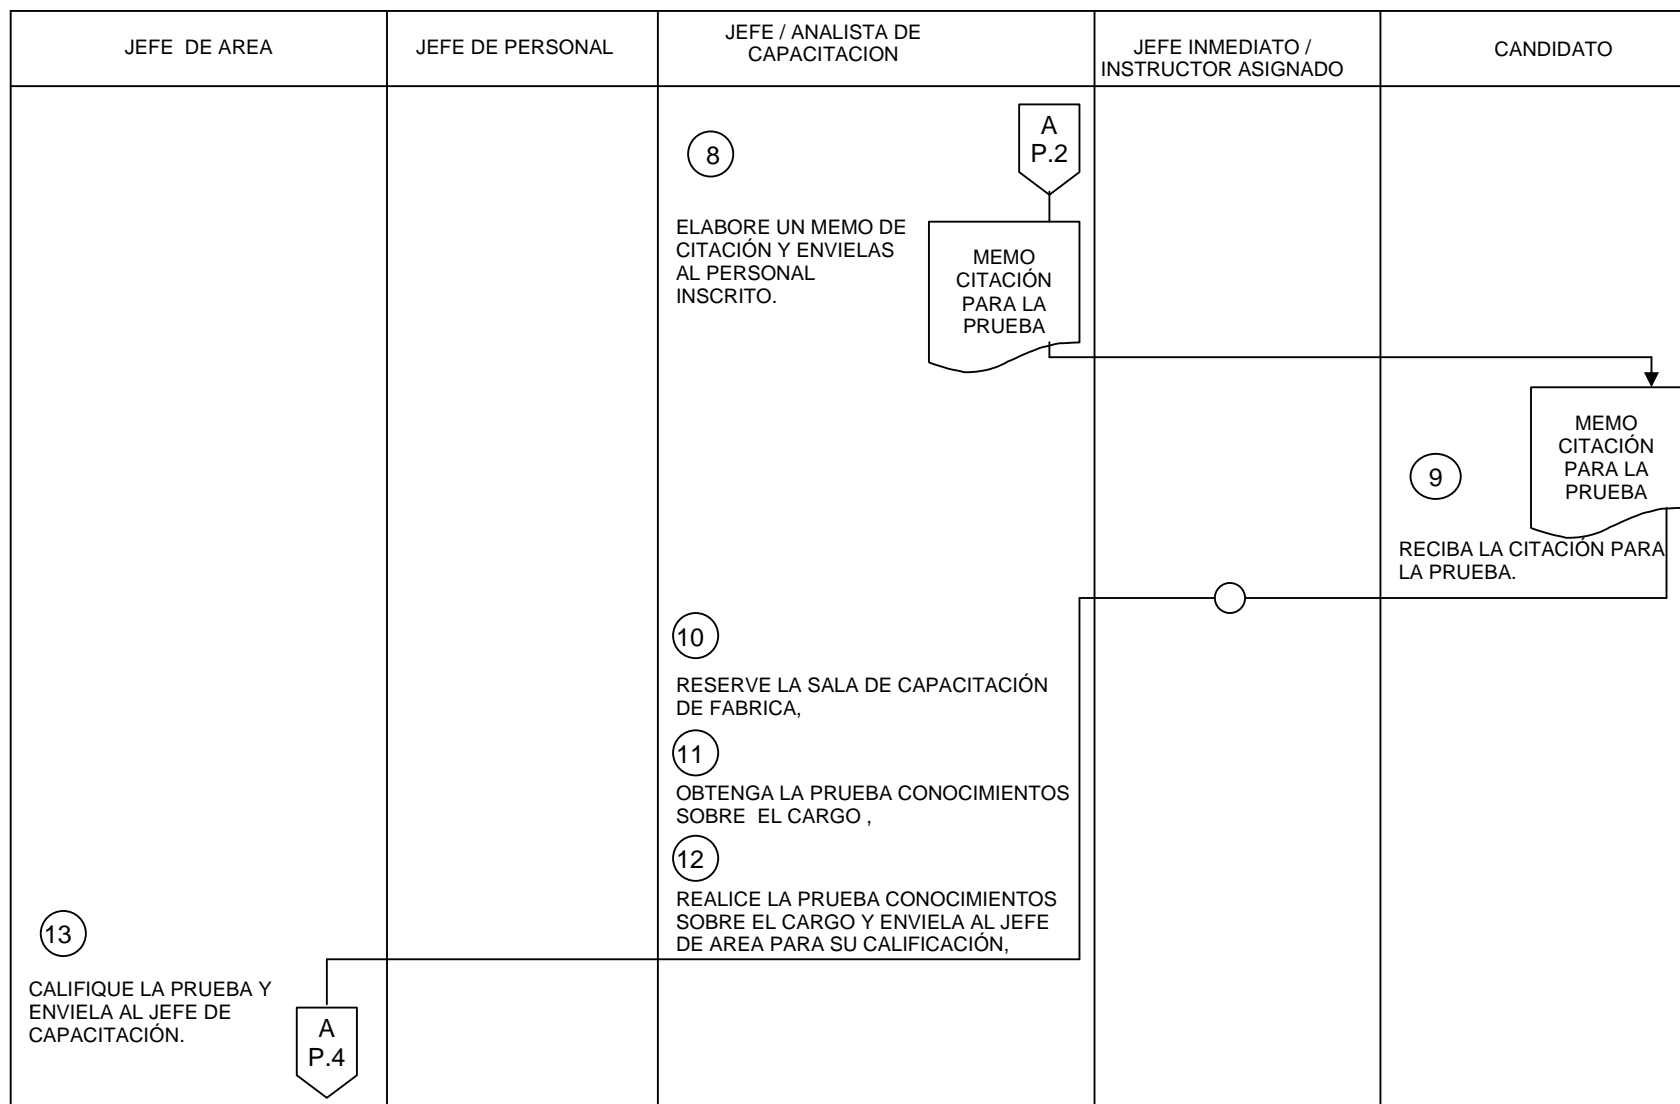 JEFE DE AREA
JEFE DE PERSONAL
JEFE / ANALISTA DE
CAPACITACION
JEFE INMEDIATO /
INSTRUCTOR ASIGNADO
CANDIDATO
A
P.2
8
ELABORE UN MEMO DE
CITACIÓN Y ENVIELAS
AL PERSONAL
INSCRITO.
MEMO
CITACIÓN
PARA LA
PRUEBA
MEMO
CITACIÓN
PARA LA
PRUEBA
9
RECIBA LA CITACIÓN PARA
LA PRUEBA.
10
RESERVE LA SALA DE CAPACITACIÓN
DE FABRICA,
11
OBTENGA LA PRUEBA CONOCIMIENTOS
SOBRE EL CARGO ,
12
REALICE LA PRUEBA CONOCIMIENTOS
SOBRE EL CARGO Y ENVIELA AL JEFE
DE AREA PARA SU CALIFICACIÓN,
13
CALIFIQUE LA PRUEBA Y
ENVIELA AL JEFE DE
CAPACITACIÓN.
A
P.4